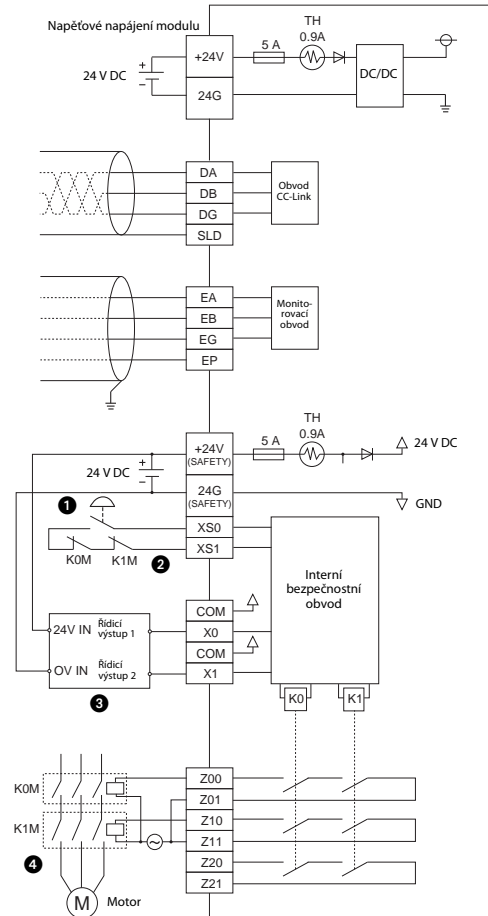 Napěťové napájení modulu
24 V DC
+
−
+24V
24G
5 A
TH
0.9A
DC/DC
DA
DB
DG
SLD
Obvod
CC-Link
EA
EB
EG
EP
Monito-
rovací
obvod
24 V DC
+
−
+24V
(SAFETY)
24G
(SAFETY)
5 A
TH
0.9A
24 V DC
GND
1
K0M
K1M
2
XS0
XS1
Interní
bezpečnostní
obvod
COM
X0
COM
X1
24V IN
Řídicí
výstup 1
OV IN
Řídicí
výstup 2
3
K0
K1
K0M
K1M
4
M
Motor
Z00
Z01
Z10
Z11
Z20
Z21